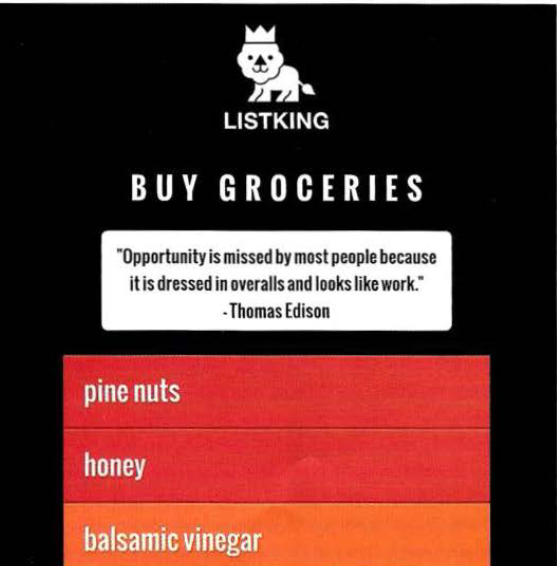 LISTKING
BUY GROCERIES
"Opportunity is missed by most people because
it is dressed in overalls and looks like work."
- Thomas Edison
pine nuts
honey
balsamic vinegar